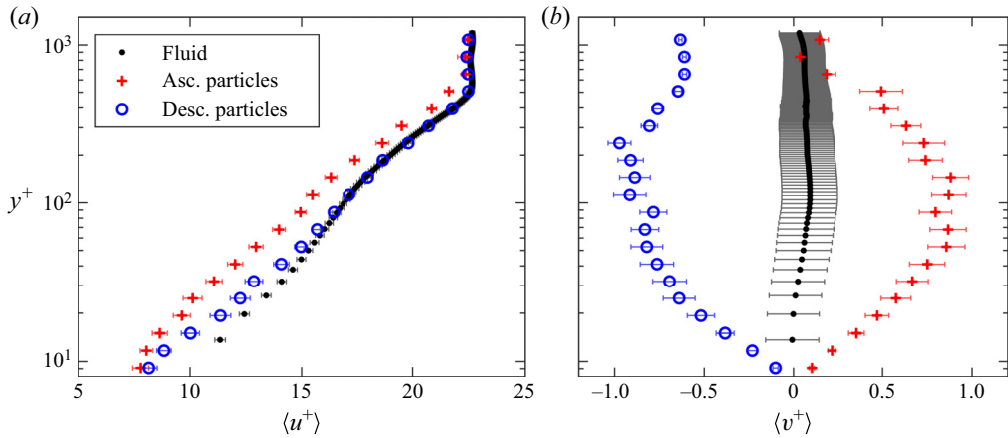 (a)
(b)
10³
10²
10¹
y⁺
Fluid
Asc. particles
Desc. particles
5
10
15
20
25
⟨u⁺⟩
−1.0
−0.5
0
0.5
1.0
⟨v⁺⟩